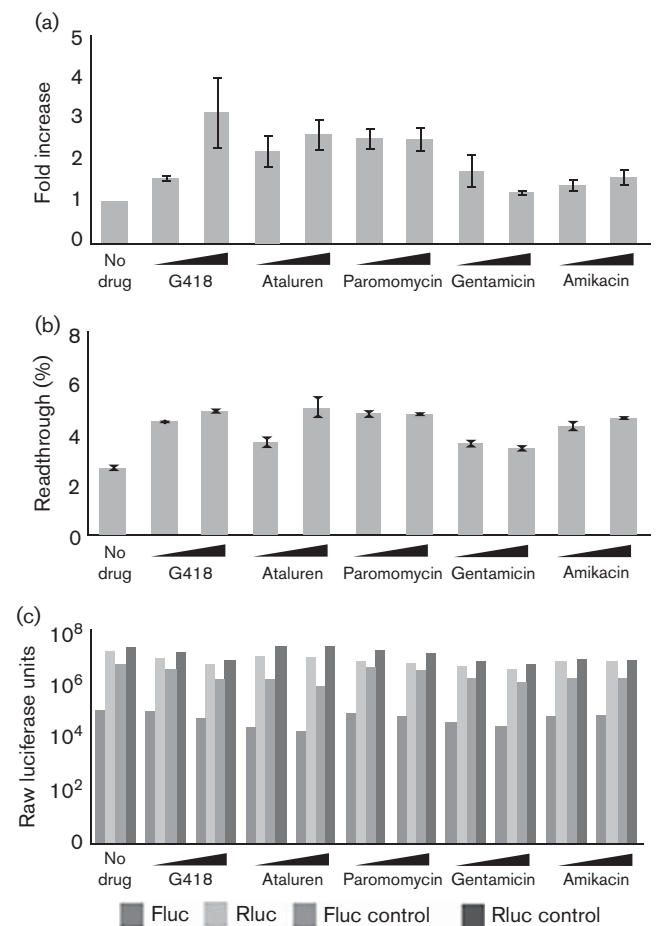 (a)
5
4
3
2
1
0
Fold increase
No drug
G418
Ataluren
Paromomycin
Gentamicin
Amikacin
(b)
8
6
4
2
0
Readthrough (%)
No drug
G418
Ataluren
Paromomycin
Gentamicin
Amikacin
(c)
10⁸
10⁶
10⁴
10²
0
Raw luciferase units
No drug
G418
Ataluren
Paromomycin
Gentamicin
Amikacin
Fluc Rluc Fluc control Rluc control